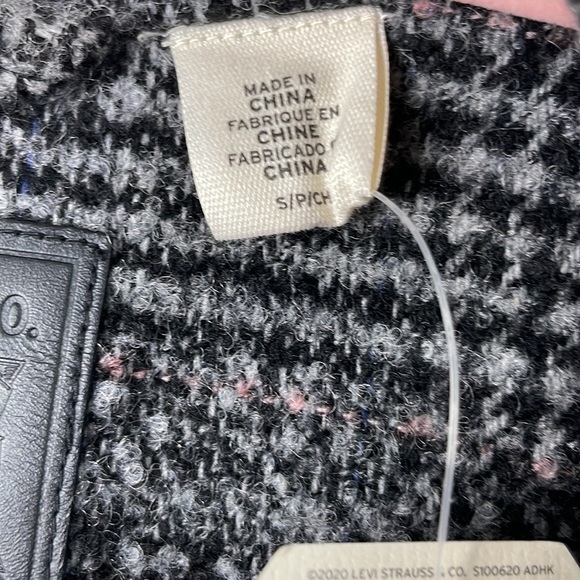 MADE IN
CHINA
FABRIQUE EN
CHINE
FABRICADO
CHINA
S/P/CH
O.
©2020 LEVI STRAUSS & CO. S100620 ADHK